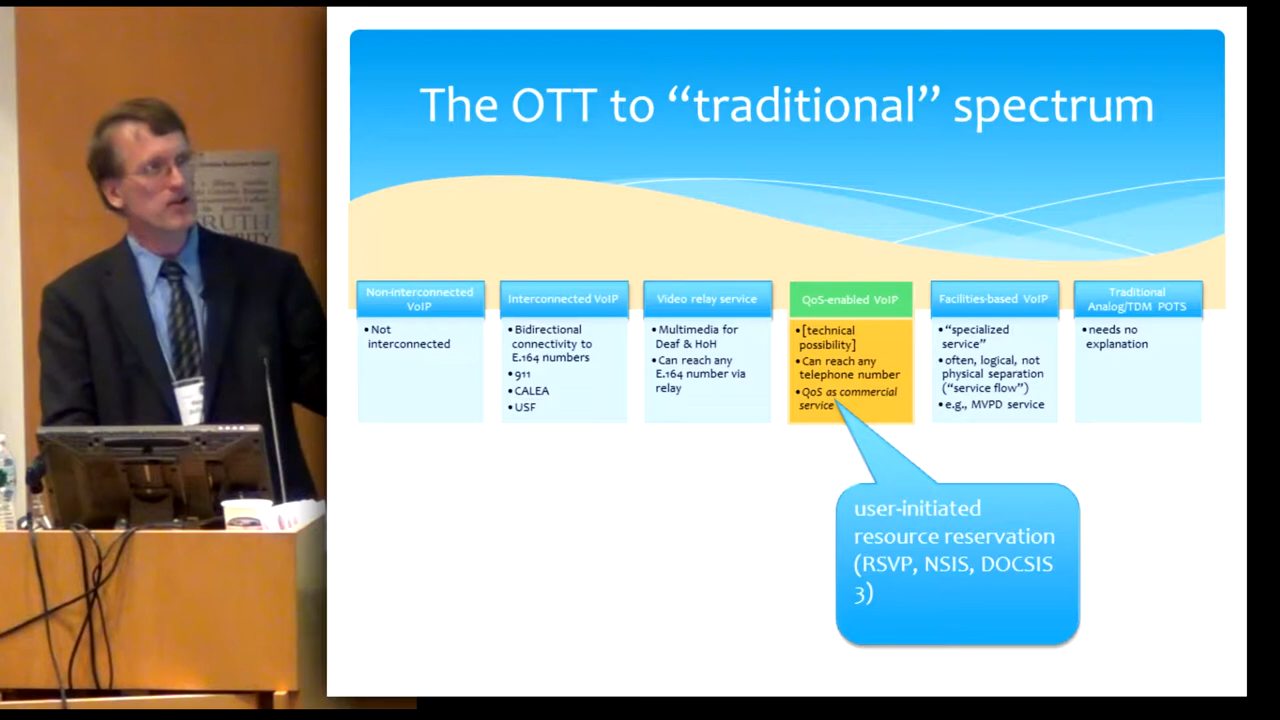 The OTT to “traditional” spectrum
Non-interconnected
VoIP
• Not
interconnected
Interconnected VoIP
• Bidirectional
connectivity to
E.164 numbers
• 911
• CALEA
• USF
Video relay service
• Multimedia for
Deaf & HoH
• Can reach any
E.164 number via
relay
QoS-enabled VoIP
• [technical
possibility]
• Can reach any
telephone number
• QoS as commercial
service
Facilities-based VoIP
• “specialized
service”
• often, logical, not
physical separation
(“service flow”)
• e.g., MVPD service
Traditional
Analog/TDM POTS
• needs no
explanation
user-initiated
resource reservation
(RSVP, NSIS, DOCSIS
3)